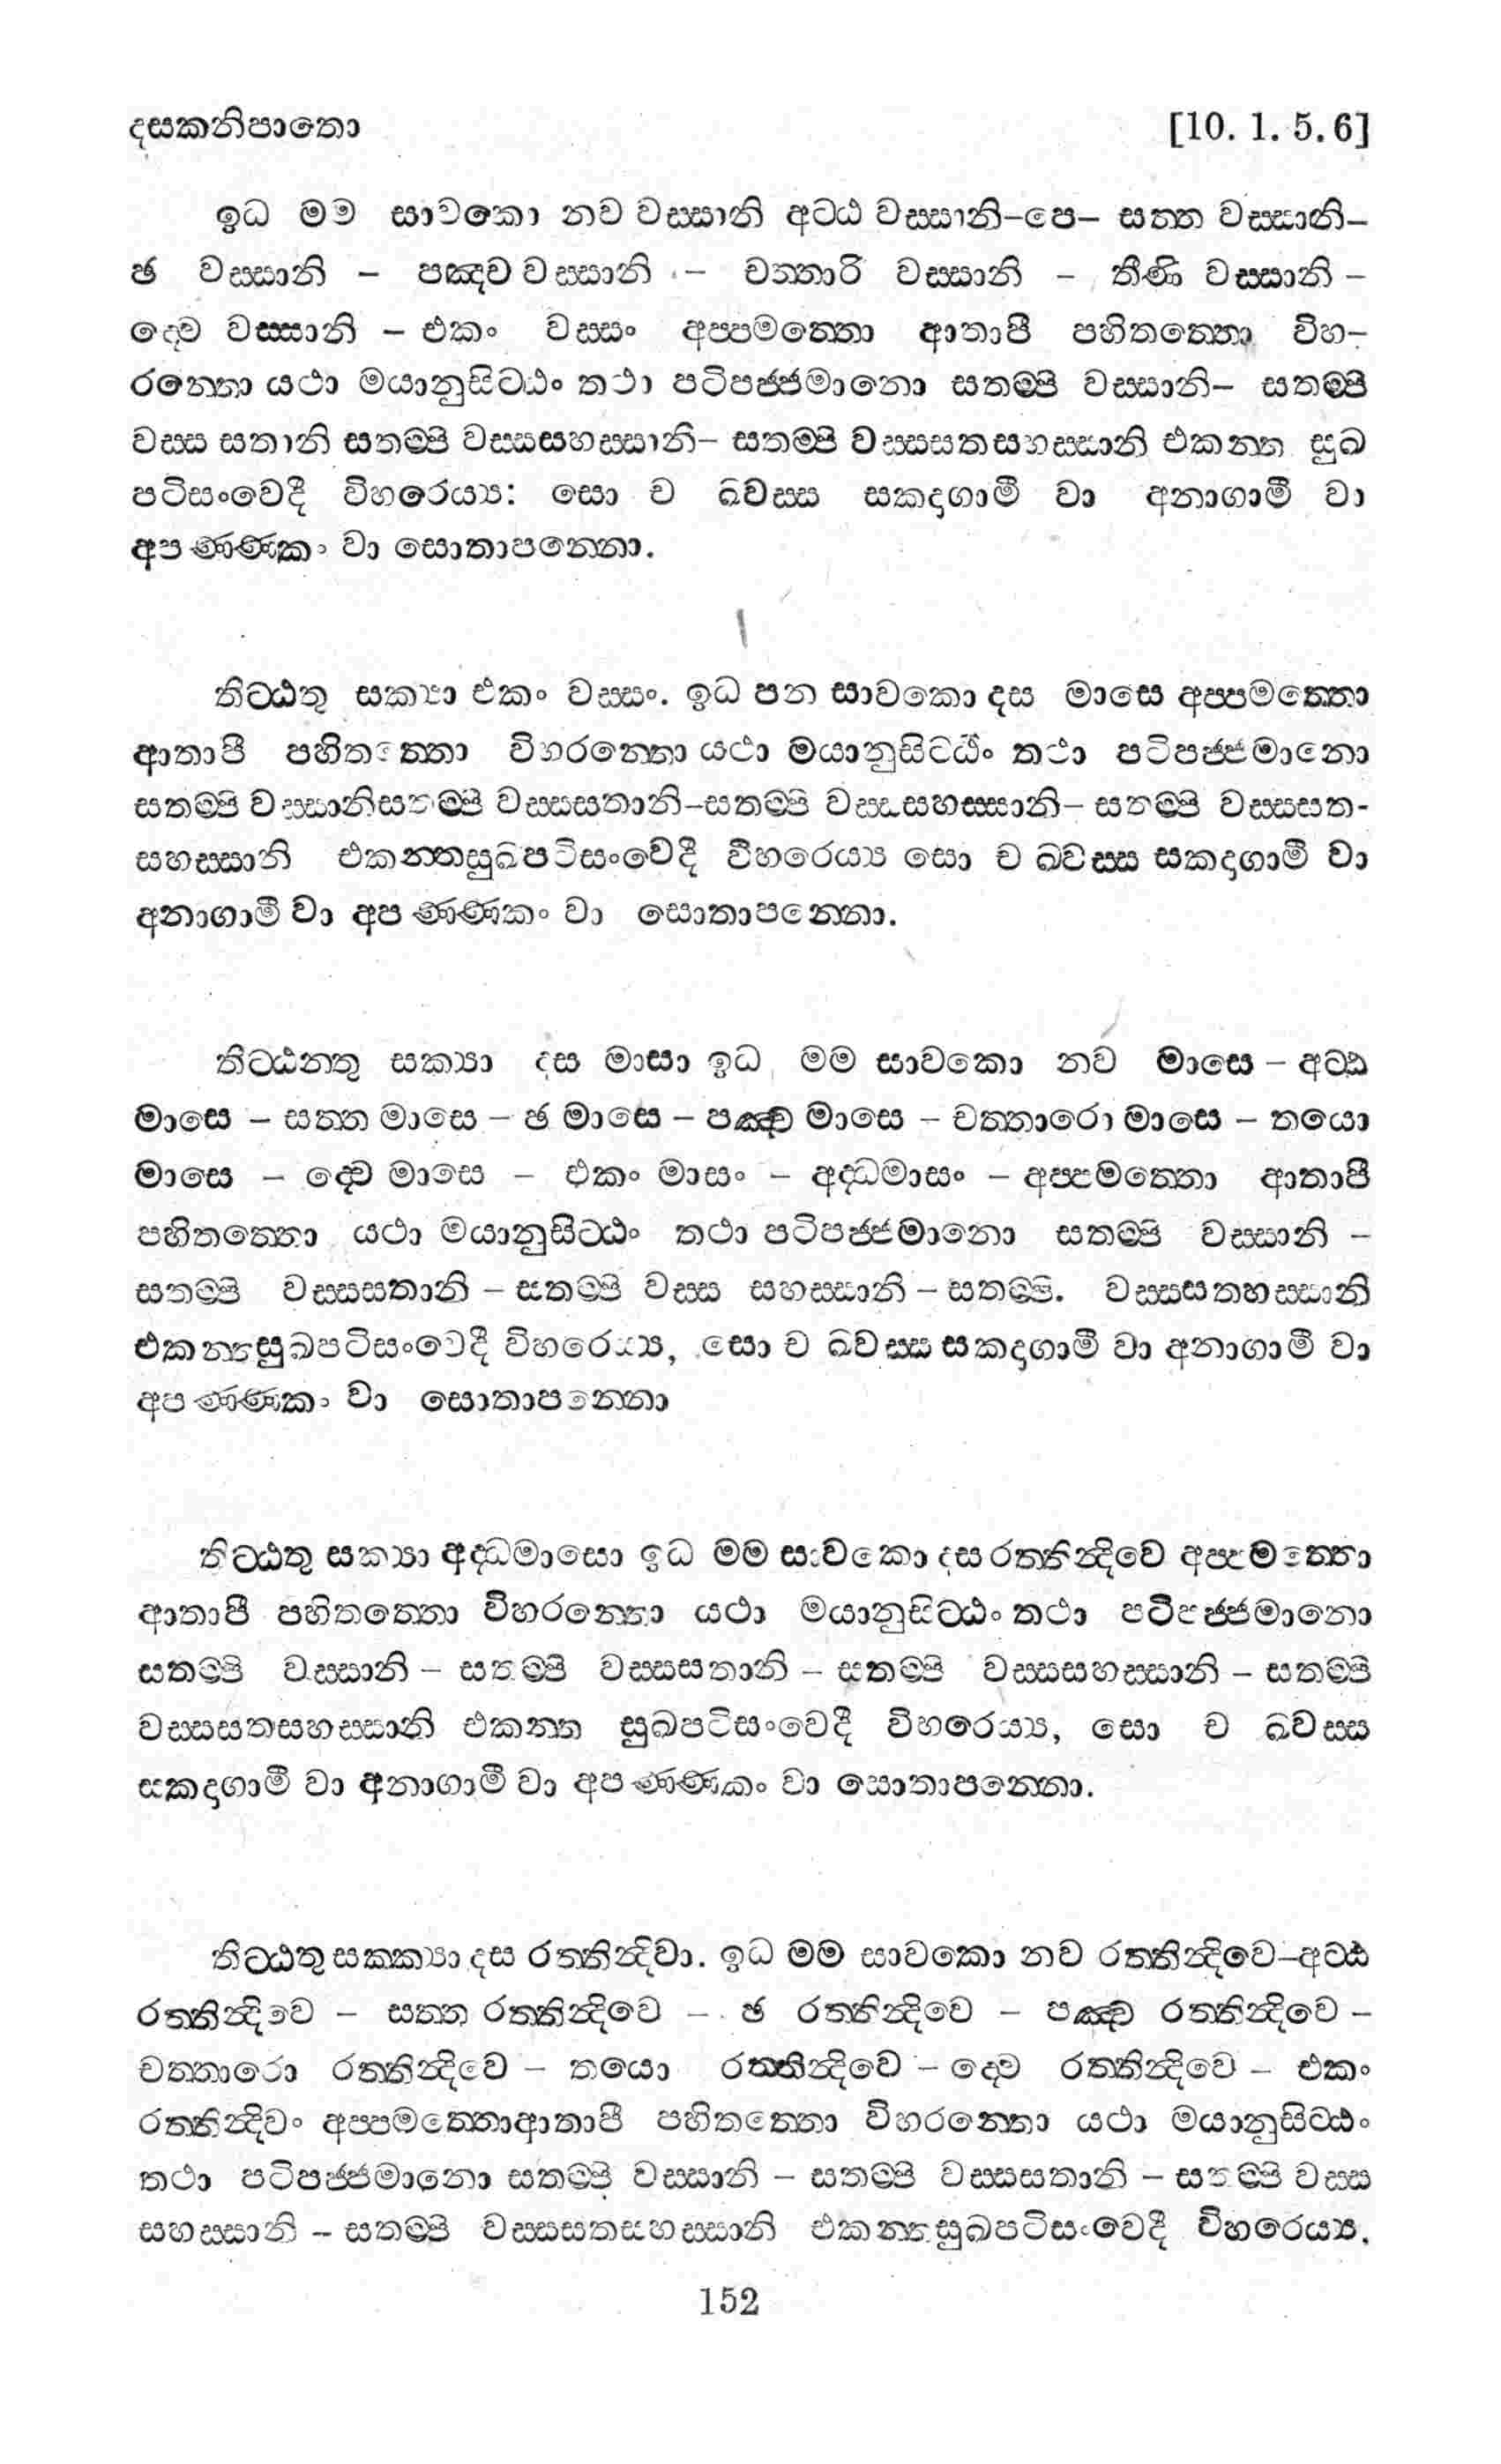 දසකනිපාතො [10. 1. 5. 6]
ඉධ මම සාවකො නව වස්සානි අට්ඨ වස්සානි–පෙ– සත්ත වස්සානි–
ඡ වස්සානි – පඤ්ච වස්සානි – චත්තාරි වස්සානි – තීණි වස්සානි –
ද්වෙ වස්සානි – එකං වස්සං අප්පමත්තො ආතාපී පහිතත්තො විහ-
රන්තො යථා මයානුසිට්ඨං තථා පටිපජ්ජමානො සතම්පි වස්සානි– සතම්පි
වස්ස සතානි සතම්පි වස්සසහස්සානි– සතම්පි වස්සසතසහස්සානි එකන්ත සුඛ
පටිසංවෙදී විහරෙය්‍ය: සො ච ඛ්වස්ස සකදාගාමී වා අනාගාමී වා
අපණ්ණකං වා සොතාපන්නො.
තිට්ඨතු සක්‍යා එකං වස්සං. ඉධ පන සාවකො දස මාසෙ අප්පමත්තො
ආතාපී පහිතත්තො විහරන්තො යථා මයානුසිට්ඨං තථා පටිපජ්ජමානො
සතම්පි වස්සානිසතම්පි වස්සසතානි–සතම්පි වස්සසහස්සානි– සතම්පි වස්සසත-
සහස්සානි එකන්තසුඛපටිසංවෙදී විහරෙය්‍ය සො ච ඛ්වස්ස සකදාගාමී වා
අනාගාමී වා අපණ්ණකං වා සොතාපන්නො.
තිට්ඨන්තු සක්‍යා දස මාසා ඉධ මම සාවකො නව මාසෙ – අට්ඨ
මාසෙ – සත්ත මාසෙ – ඡ මාසෙ – පඤ්ච මාසෙ – චත්තාරො මාසෙ – තයො
මාසෙ – ද්වෙ මාසෙ – එකං මාසං – අද්ධමාසං – අප්පමත්තො ආතාපී
පහිතත්තො යථා මයානුසිට්ඨං තථා පටිපජ්ජමානො සතම්පි වස්සානි –
සතම්පි වස්සසතානි – සතම්පි වස්ස සහස්සානි – සතම්පි. වස්සසතහස්සානි
එකන්තසුඛපටිසංවෙදී විහරෙය්‍ය, සො ච ඛ්වස්ස සකදාගාමී වා අනාගාමී වා
අපණ්ණකං වා සොතාපන්නො
තිට්ඨතු සක්‍යා අද්ධමාසො ඉධ මම සාවකො දස රත්තින්දිවෙ අප්පමත්තො
ආතාපී පහිතත්තො විහරන්තො යථා මයානුසිට්ඨං තථා පටිපජ්ජමානො
සතම්පි වස්සානි – සතම්පි වස්සසතානි – සතම්පි වස්සසහස්සානි – සතම්පි
වස්සසතසහස්සානි එකන්ත සුඛපටිසංවෙදී විහරෙය්‍ය, සො ච ඛ්වස්ස
සකදාගාමී වා අනාගාමී වා අපණ්ණකං වා සොතාපන්නො.
තිට්ඨතු සක්ක්‍යා දස රත්තින්දිවා. ඉධ මම සාවකො නව රත්තින්දිවෙ–අට්ඨ
රත්තින්දිවෙ – සත්ත රත්තින්දිවෙ – ඡ රත්තින්දිවෙ – පඤ්ච රත්තින්දිවෙ –
චත්තාරො රත්තින්දිවෙ – තයො රත්තින්දිවෙ – ද්වෙ රත්තින්දිවෙ – එකං
රත්තින්දිවං අප්පමත්තොආතාපී පහිතත්තො විහරන්තො යථා මයානුසිට්ඨං
තථා පටිපජ්ජමානො සතම්පි වස්සානි – සතම්පි වස්සසතානි – සතම්පි වස්ස
සහස්සානි – සතම්පි වස්සසතසහස්සානි එකන්තසුඛපටිසංවෙදී විහරෙය්‍ය,
152